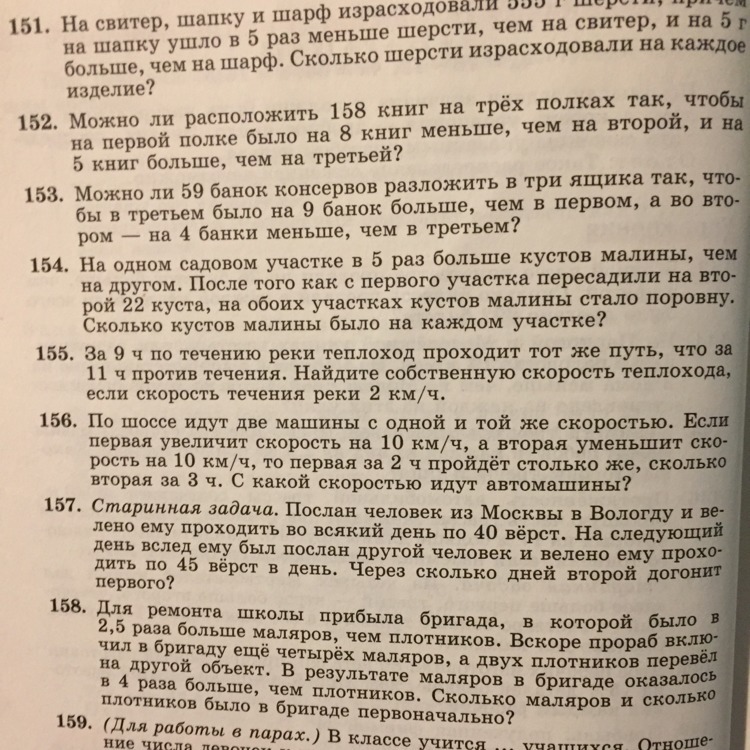 151. На свитер, шапку и шарф израсходовали 555 г шерсти, причём
на шапку ушло в 5 раз меньше шерсти, чем на свитер, и на 5 г
больше, чем на шарф. Сколько шерсти израсходовали на каждое
изделие?
152. Можно ли расположить 158 книг на трёх полках так, чтобы
на первой полке было на 8 книг меньше, чем на второй, и на
5 книг больше, чем на третьей?
153. Можно ли 59 банок консервов разложить в три ящика так, что-
бы в третьем было на 9 банок больше, чем в первом, а во вто-
ром — на 4 банки меньше, чем в третьем?
154. На одном садовом участке в 5 раз больше кустов малины, чем
на другом. После того как с первого участка пересадили на вто-
рой 22 куста, на обоих участках кустов малины стало поровну.
Сколько кустов малины было на каждом участке?
155. За 9 ч по течению реки теплоход проходит тот же путь, что за
11 ч против течения. Найдите собственную скорость теплохода,
если скорость течения реки 2 км/ч.
156. По шоссе идут две машины с одной и той же скоростью. Если
первая увеличит скорость на 10 км/ч, а вторая уменьшит ско-
рость на 10 км/ч, то первая за 2 ч пройдёт столько же, сколько
вторая за 3 ч. С какой скоростью идут автомашины?
157. Старинная задача. Послан человек из Москвы в Вологду и ве-
лено ему проходить во всякий день по 40 вёрст. На следующий
день вслед ему был послан другой человек и велено ему прохо-
дить по 45 вёрст в день. Через сколько дней второй догонит
первого?
158. Для ремонта школы прибыла бригада, в которой было в
2,5 раза больше маляров, чем плотников. Вскоре прораб вклю-
чил в бригаду ещё четырёх маляров, а двух плотников перевёл
на другой объект. В результате маляров в бригаде оказалось
в 4 раза больше, чем плотников. Сколько маляров и сколько
плотников было в бригаде первоначально?
159. (Для работы в парах.) В классе учится ... учащихся. Отноше-
ние числа девочек